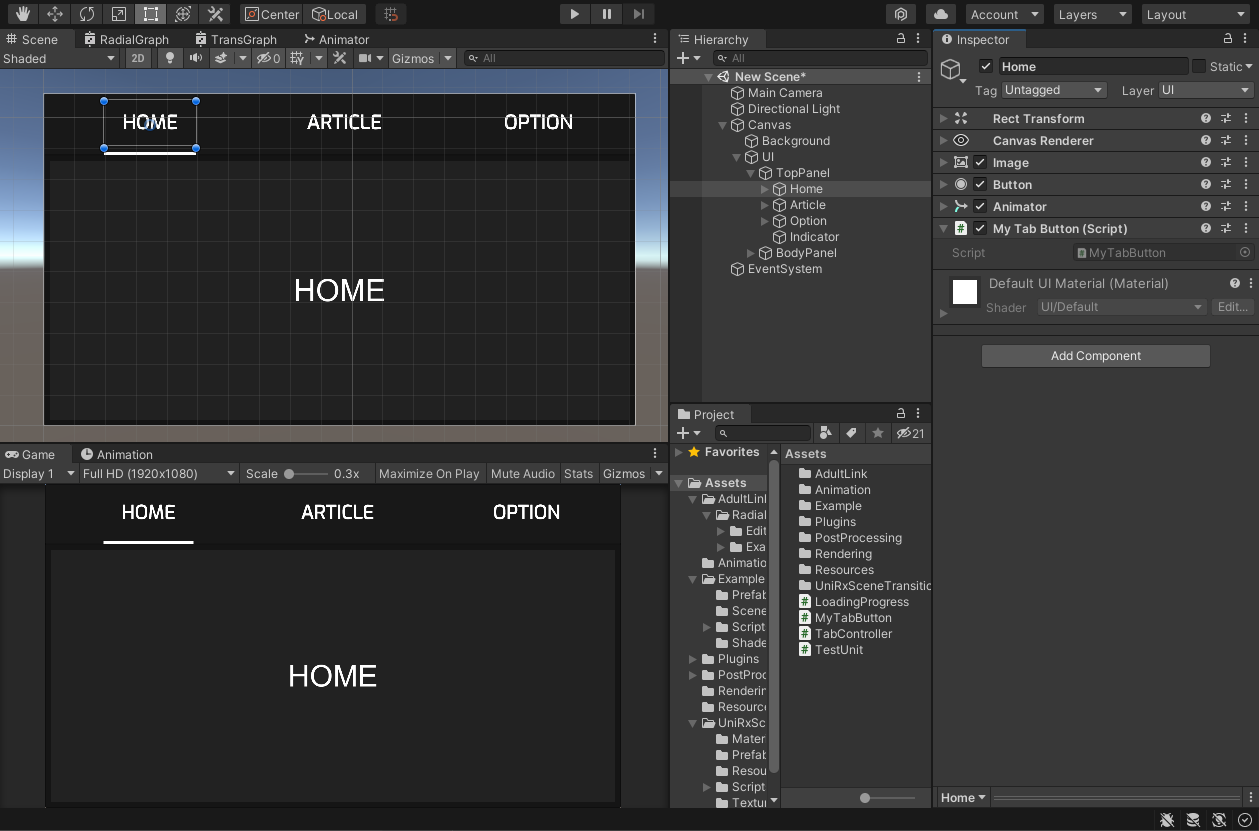 Center Local Account Layers Layout
Scene RadialGraph TransGraph Animator
Shaded 2D 0 Gizmos All
HOME ARTICLE OPTION
HOME
Game Animation
Display 1 Full HD (1920x1080) Scale 0.3x Maximize On Play Mute Audio Stats Gizmos
HOME ARTICLE OPTION
HOME
Hierarchy
All
New Scene*
Main Camera
Directional Light
Canvas
Background
UI
TopPanel
Home
Article
Option
Indicator
BodyPanel
EventSystem
Project
21
Favorites
Assets
AdultLink
Radial
Edit
Exa
Animatio
Example
Prefab
Scene
Script
Shade
Plugins
PostProc
Renderin
Resource
UniRxSc
Mater
Prefab
Resou
Script
Textur
Assets
AdultLink
Animation
Example
Plugins
PostProcessing
Rendering
Resources
UniRxSceneTransitio
LoadingProgress
MyTabButton
TabController
TestUnit
Inspector
Home Static
Tag Untagged Layer UI
Rect Transform
Canvas Renderer
Image
Button
Animator
# My Tab Button (Script)
Script MyTabButton
Default UI Material (Material)
Shader UI/Default Edit...
Add Component
Home